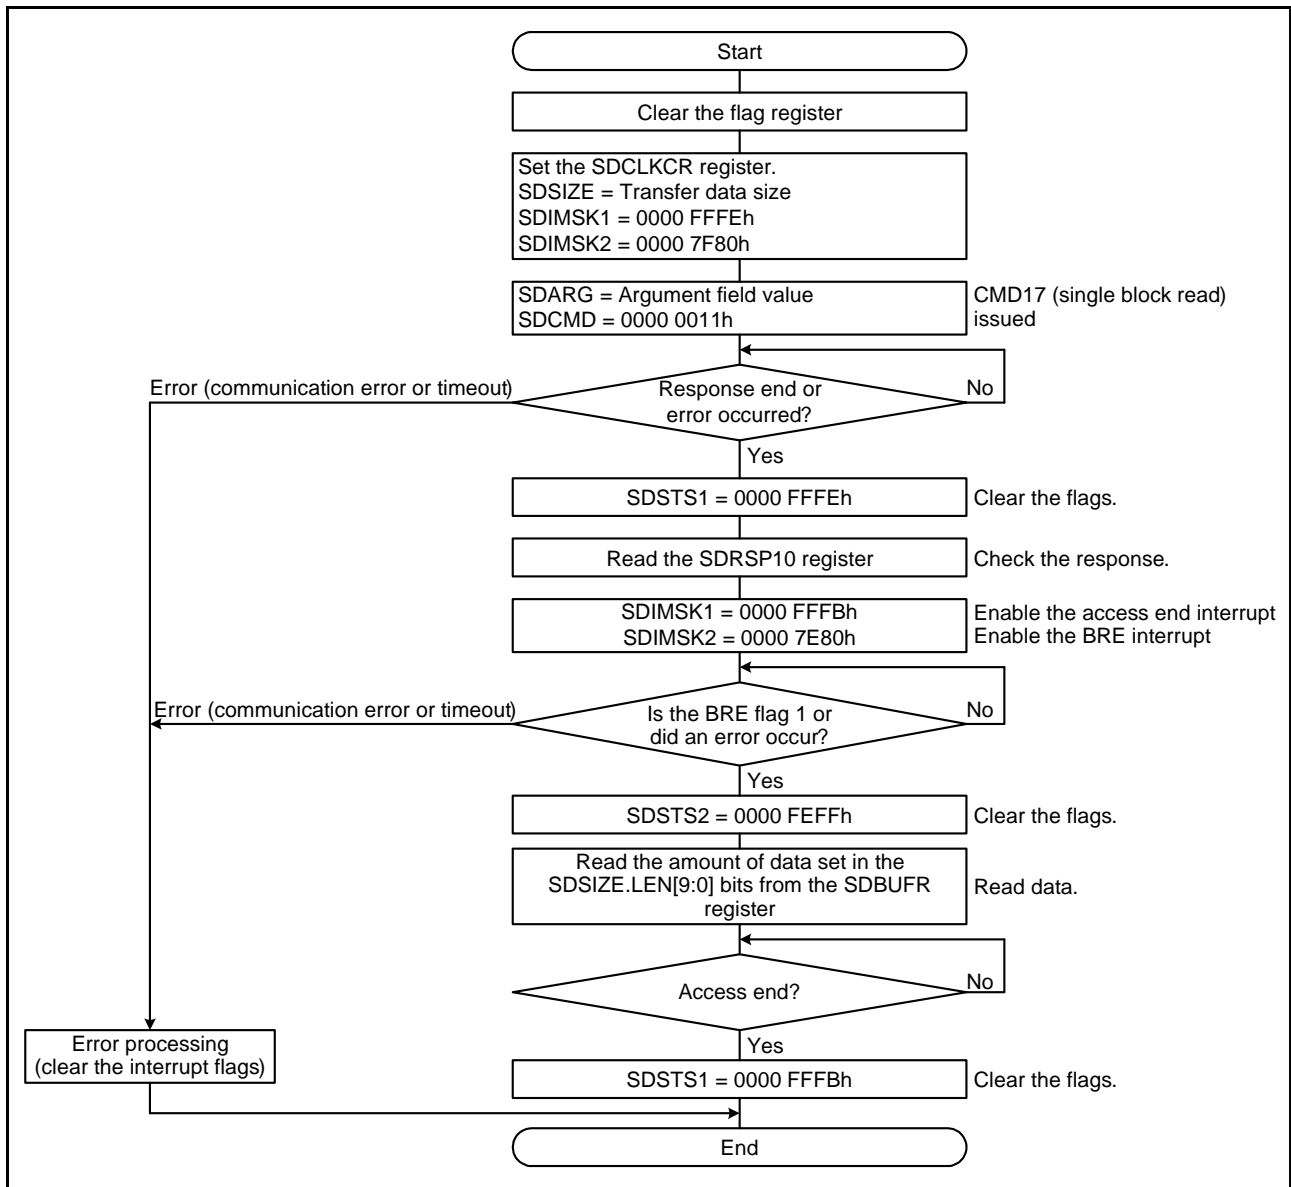 Start
Clear the flag register
Set the SDCLKCR register.
SDSIZE = Transfer data size
SDIMSK1 = 0000 FFFEh
SDIMSK2 = 0000 7F80h
SDARG = Argument field value
SDCMD = 0000 0011h
CMD17 (single block read)
issued
Error (communication error or timeout)
Response end or
error occurred?
No
Yes
SDSTS1 = 0000 FFFEh
Clear the flags.
Read the SDRSP10 register
Check the response.
SDIMSK1 = 0000 FFFBh
SDIMSK2 = 0000 7E80h
Enable the access end interrupt
Enable the BRE interrupt
Error (communication error or timeout)
Is the BRE flag 1 or
did an error occur?
No
Yes
SDSTS2 = 0000 FEFFh
Clear the flags.
Read the amount of data set in the
SDSIZE.LEN[9:0] bits from the SDBUFR
register
Read data.
Access end?
No
Yes
Error processing
(clear the interrupt flags)
SDSTS1 = 0000 FFFBh
Clear the flags.
End